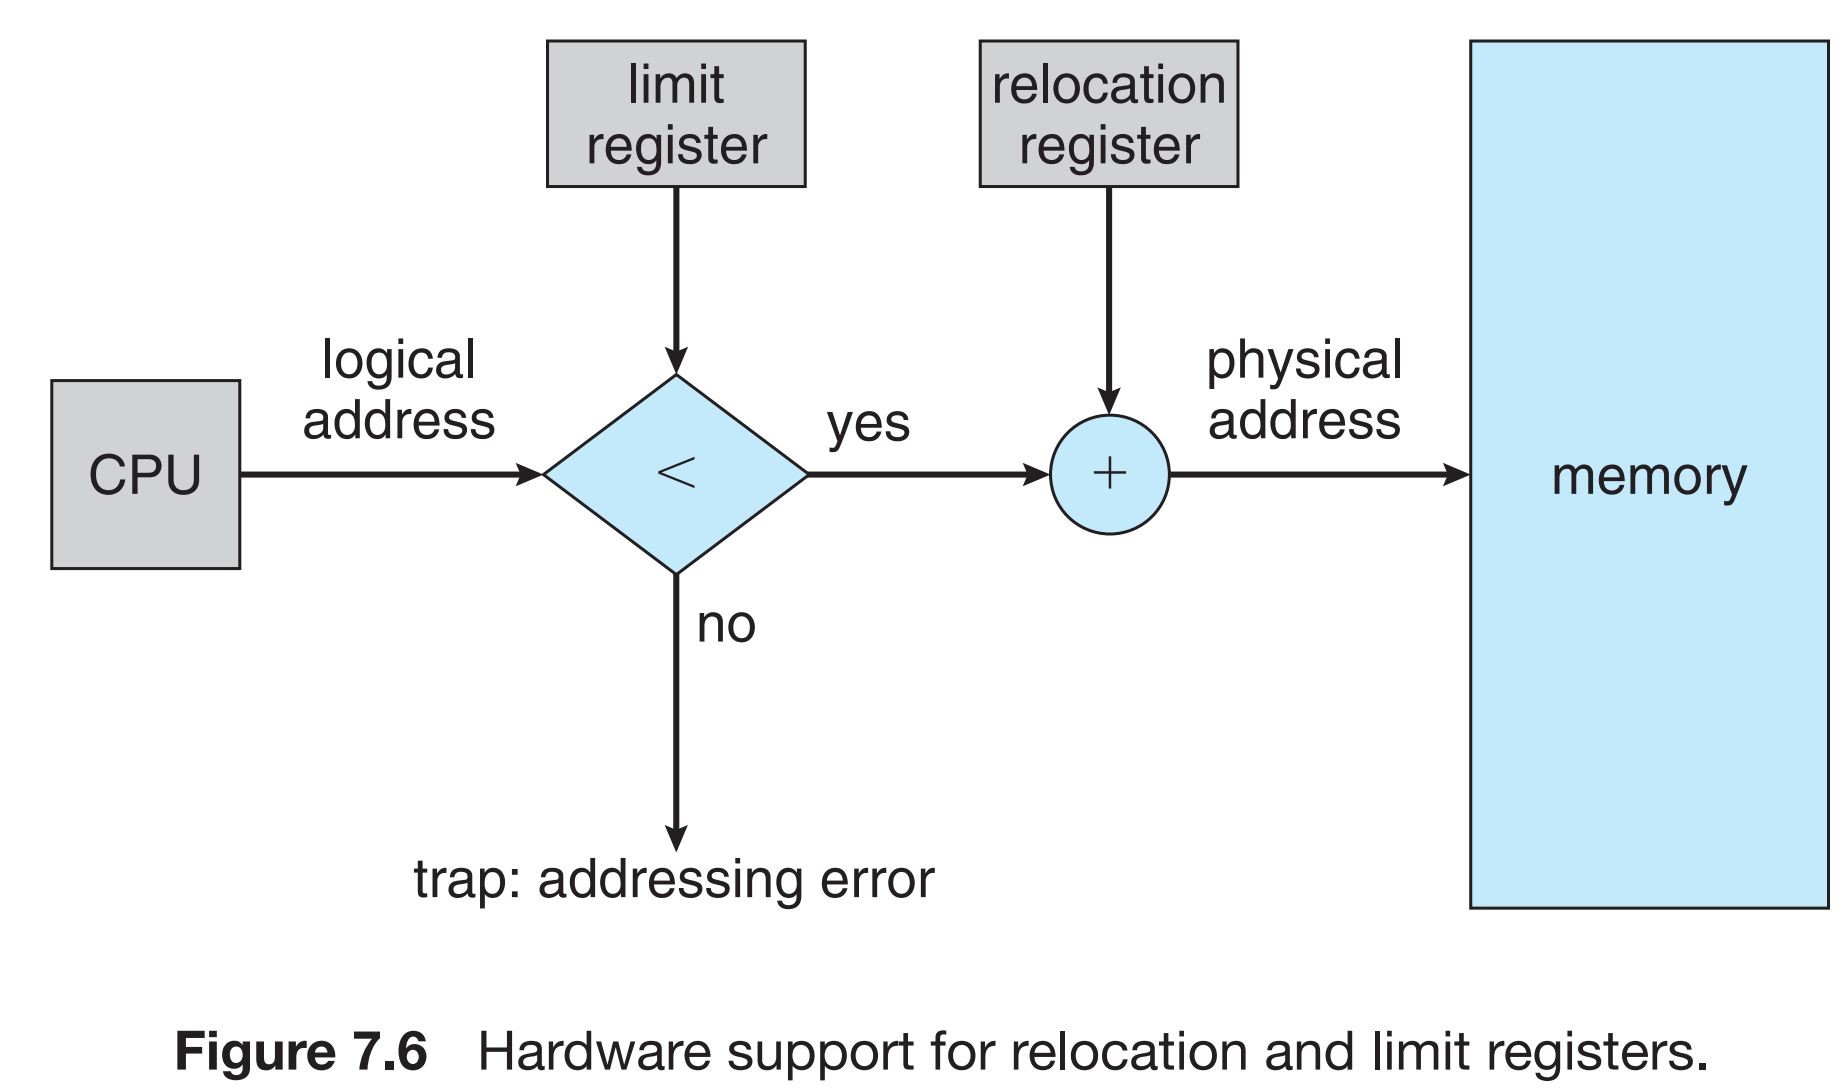 limit
register
relocation
register
logical
address
physical
address
CPU
<
yes
+
memory
no
trap: addressing error
Figure 7.6 Hardware support for relocation and limit registers.